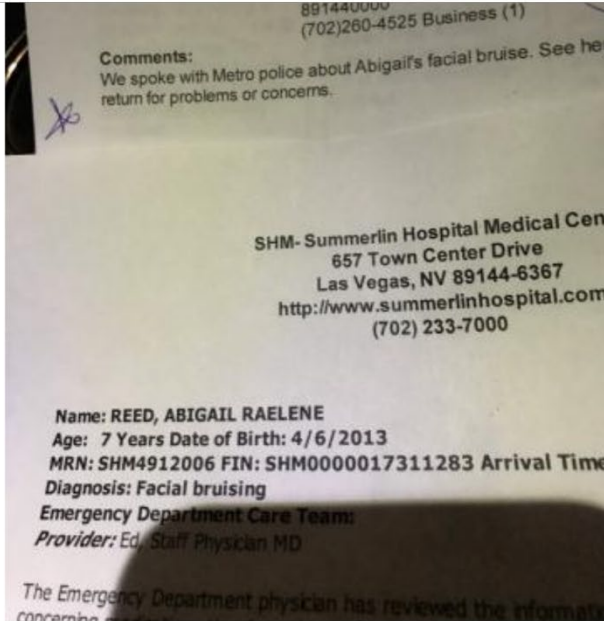 891440000
(702)260-4525 Business (1)
Comments:
We spoke with Metro police about Abigail's facial bruise. See he
return for problems or concerns.
SHM- Summerlin Hospital Medical Cen
657 Town Center Drive
Las Vegas, NV 89144-6367
http://www.summerlinhospital.com
(702) 233-7000
Name: REED, ABIGAIL RAELENE
Age: 7 Years Date of Birth: 4/6/2013
MRN: SHM4912006 FIN: SHM0000017311283 Arrival Time
Diagnosis: Facial bruising
Emergency Department Care Team:
Provider: Ed, Staff Physician MD
The Emergency Department physician has reviewed the informati
concerning